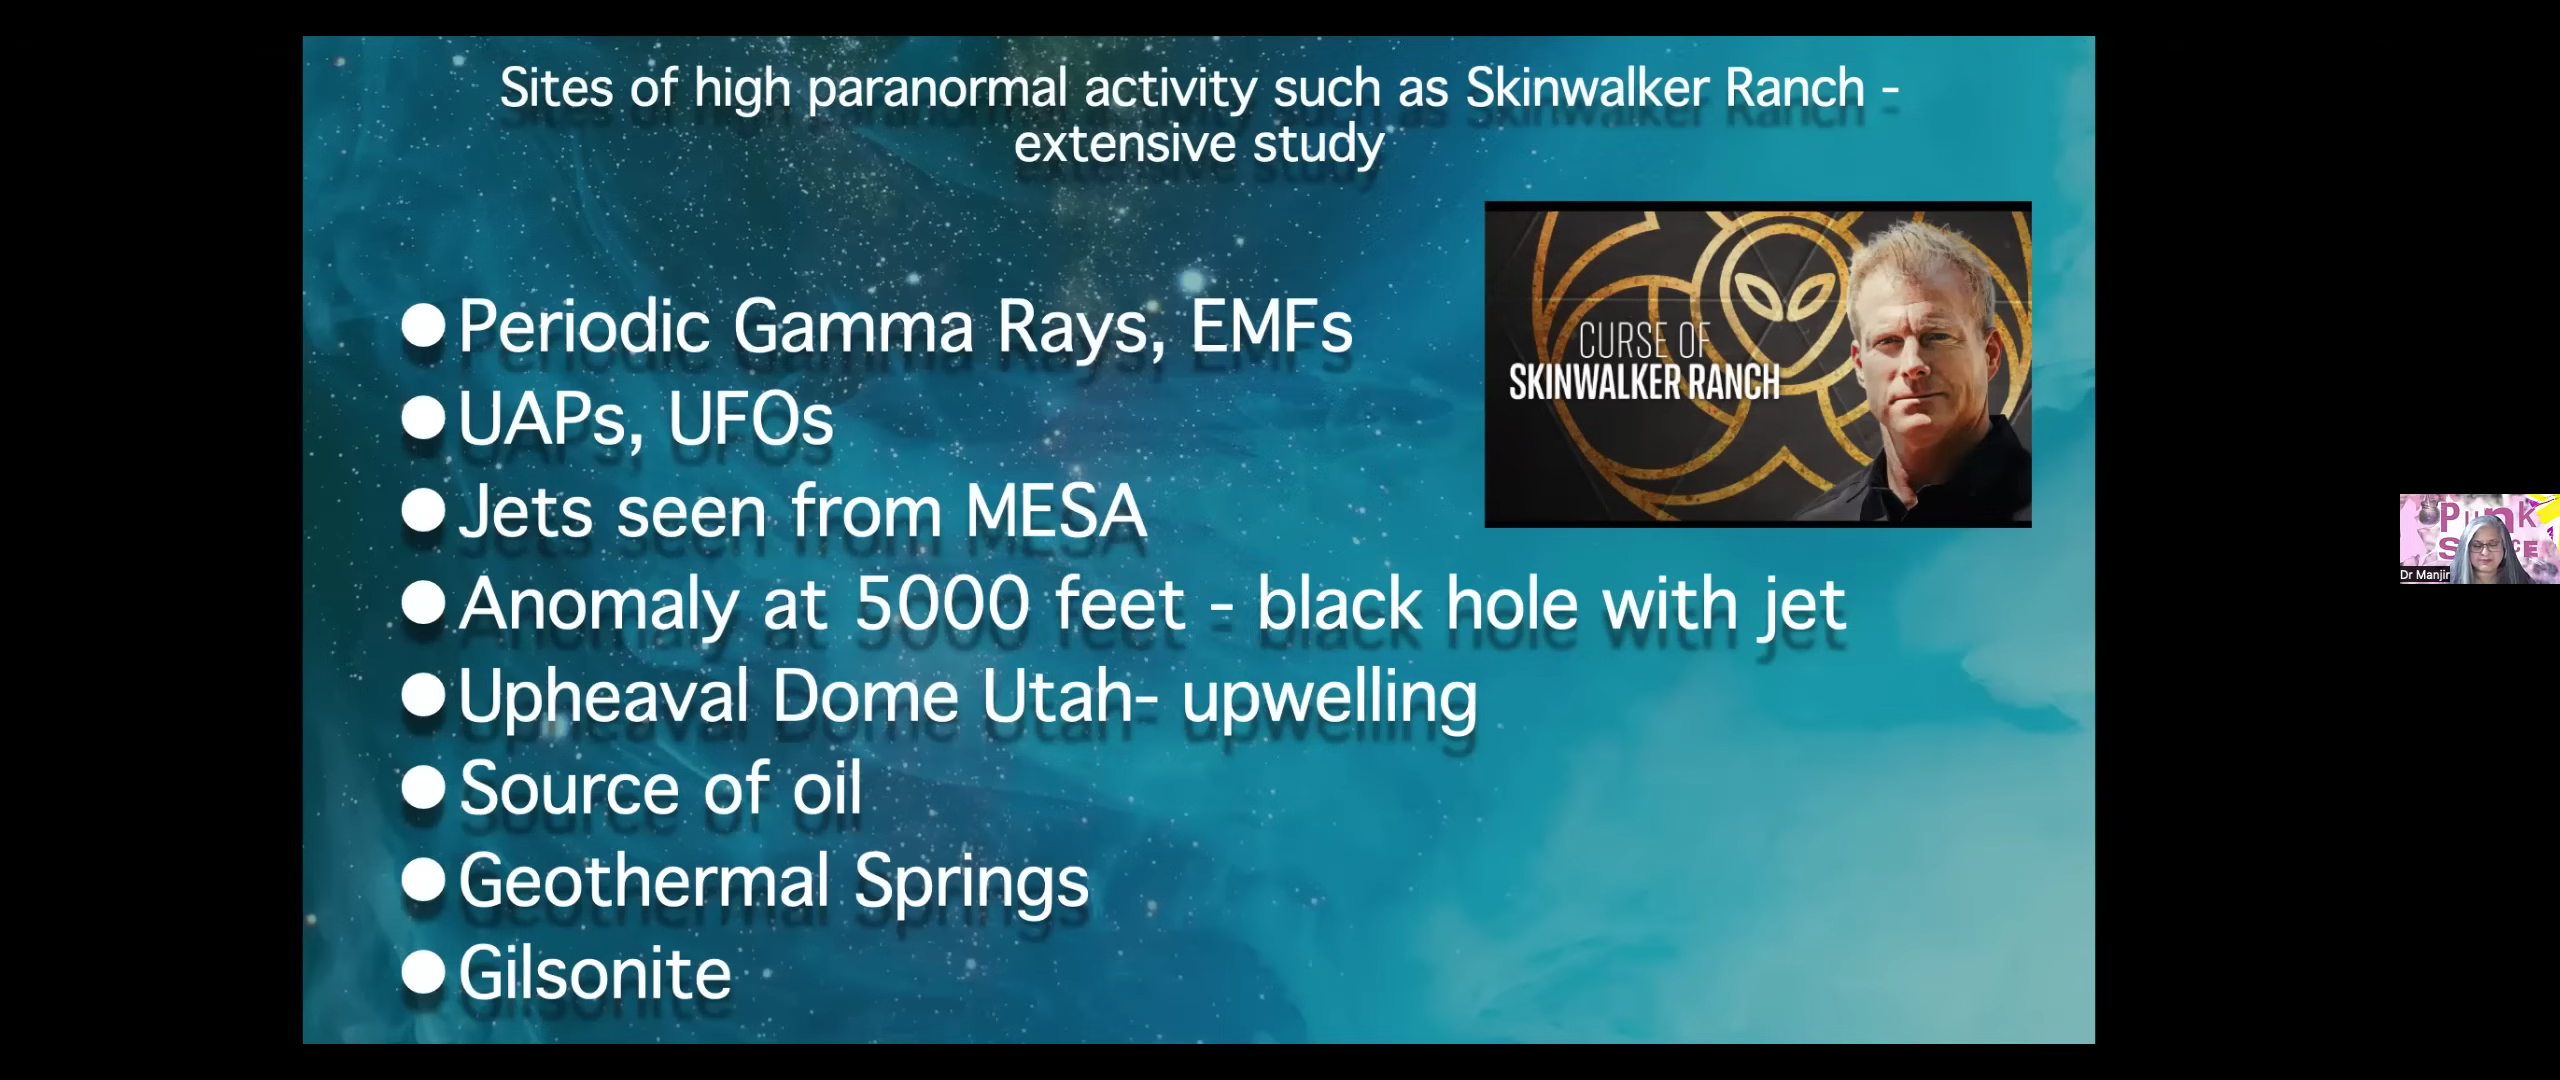 Sites of high paranormal activity such as Skinwalker Ranch -
extensive study
CURSE OF
SKINWALKER RANCH
● Periodic Gamma Rays, EMFs
● UAPs, UFOs
● Jets seen from MESA
● Anomaly at 5000 feet - black hole with jet
● Upheaval Dome Utah- upwelling
● Source of oil
● Geothermal Springs
● Gilsonite
Punk
Dr Manjir